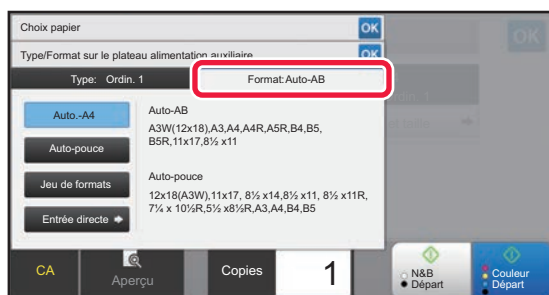 Choix papier
OK
Type/Format sur le plateau alimentation auxiliaire
OK
Type: Ordin. 1
Format:Auto-AB
Auto.-A4
Auto-pouce
Jeu de formats
Entrée directe
Auto-AB
A3W(12x18),A3,A4,A4R,A5R,B4,B5,
B5R,11x17,8½ x11
Auto-pouce
12x18(A3W),11x17, 8½ x14,8½ x11, 8½ x11R,
7¼ x 10½R,5½ x8½R,A3,A4,B4,B5
OK
CA
Aperçu
Copies
1
N&B
Départ
Couleur
Départ